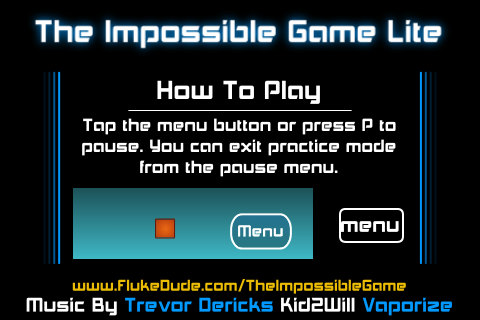 The Impossible Game Lite
How To Play
Tap the menu button or press P to
pause. You can exit practice mode
from the pause menu.
Menu
menu
www.FlukeDude.com/TheImpossibleGame
Music By Trevor Dericks Kid2Will Vaporize